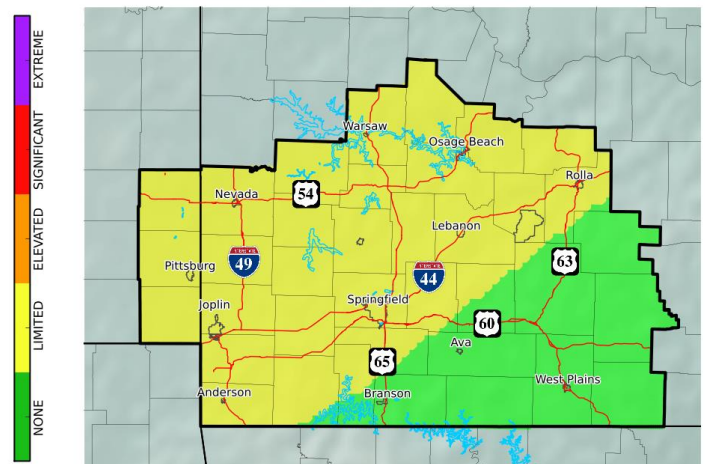 EXTREME
SIGNIFICANT
ELEVATED
LIMITED
NONE
Warsaw
Osage Beach
Rolla
Nevada
54
Lebanon
Pittsburg
49
44
63
Joplin
Springfield
60
Ava
65
Anderson
Branson
West Plains